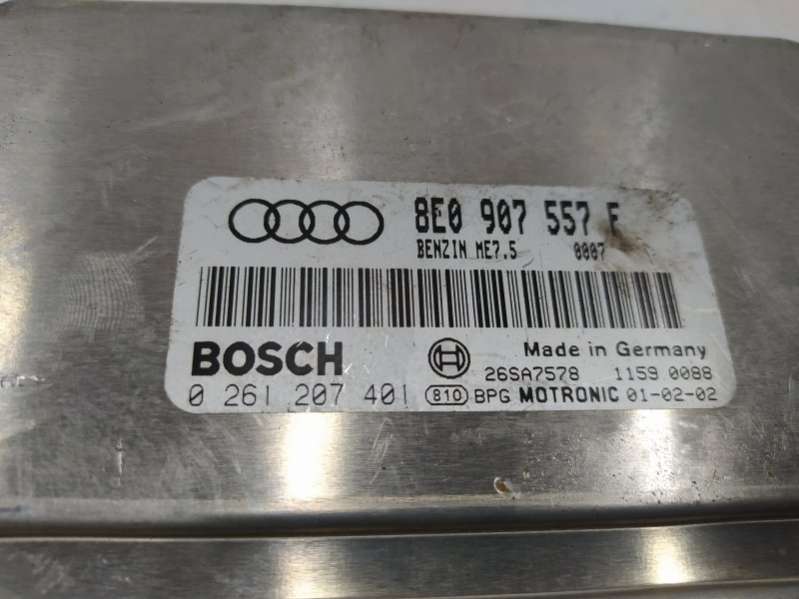 8E0 907 557 F
BENZIN ME7.5 0007
BOSCH
Made in Germany
26SA7578 1159 0088
0 261 207 401 810 BPG MOTRONIC 01-02-02